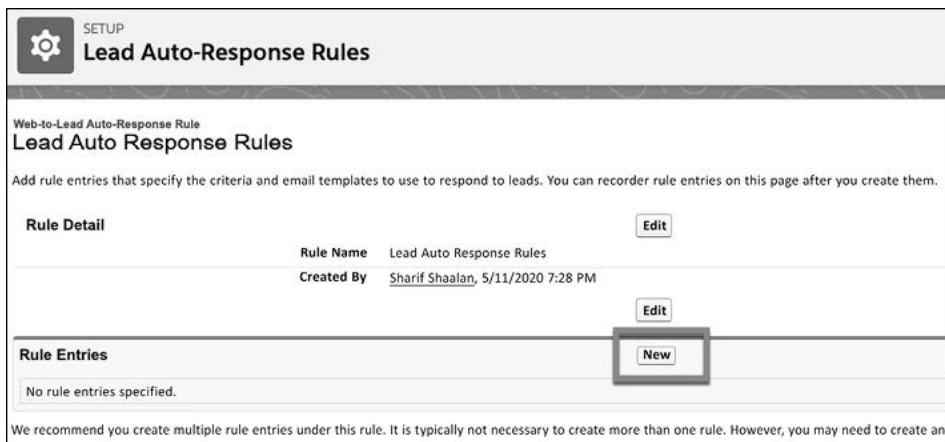 SETUP
Lead Auto-Response Rules
Web-to-Lead Auto-Response Rule
Lead Auto Response Rules
Add rule entries that specify the criteria and email templates to use to respond to leads. You can recorder rule entries on this page after you create them.
Rule Detail Edit
Rule Name Lead Auto Response Rules
Created By Sharif Shaalan, 5/11/2020 7:28 PM
Edit
Rule Entries New
No rule entries specified.
We recommend you create multiple rule entries under this rule. It is typically not necessary to create more than one rule. However, you may need to create an